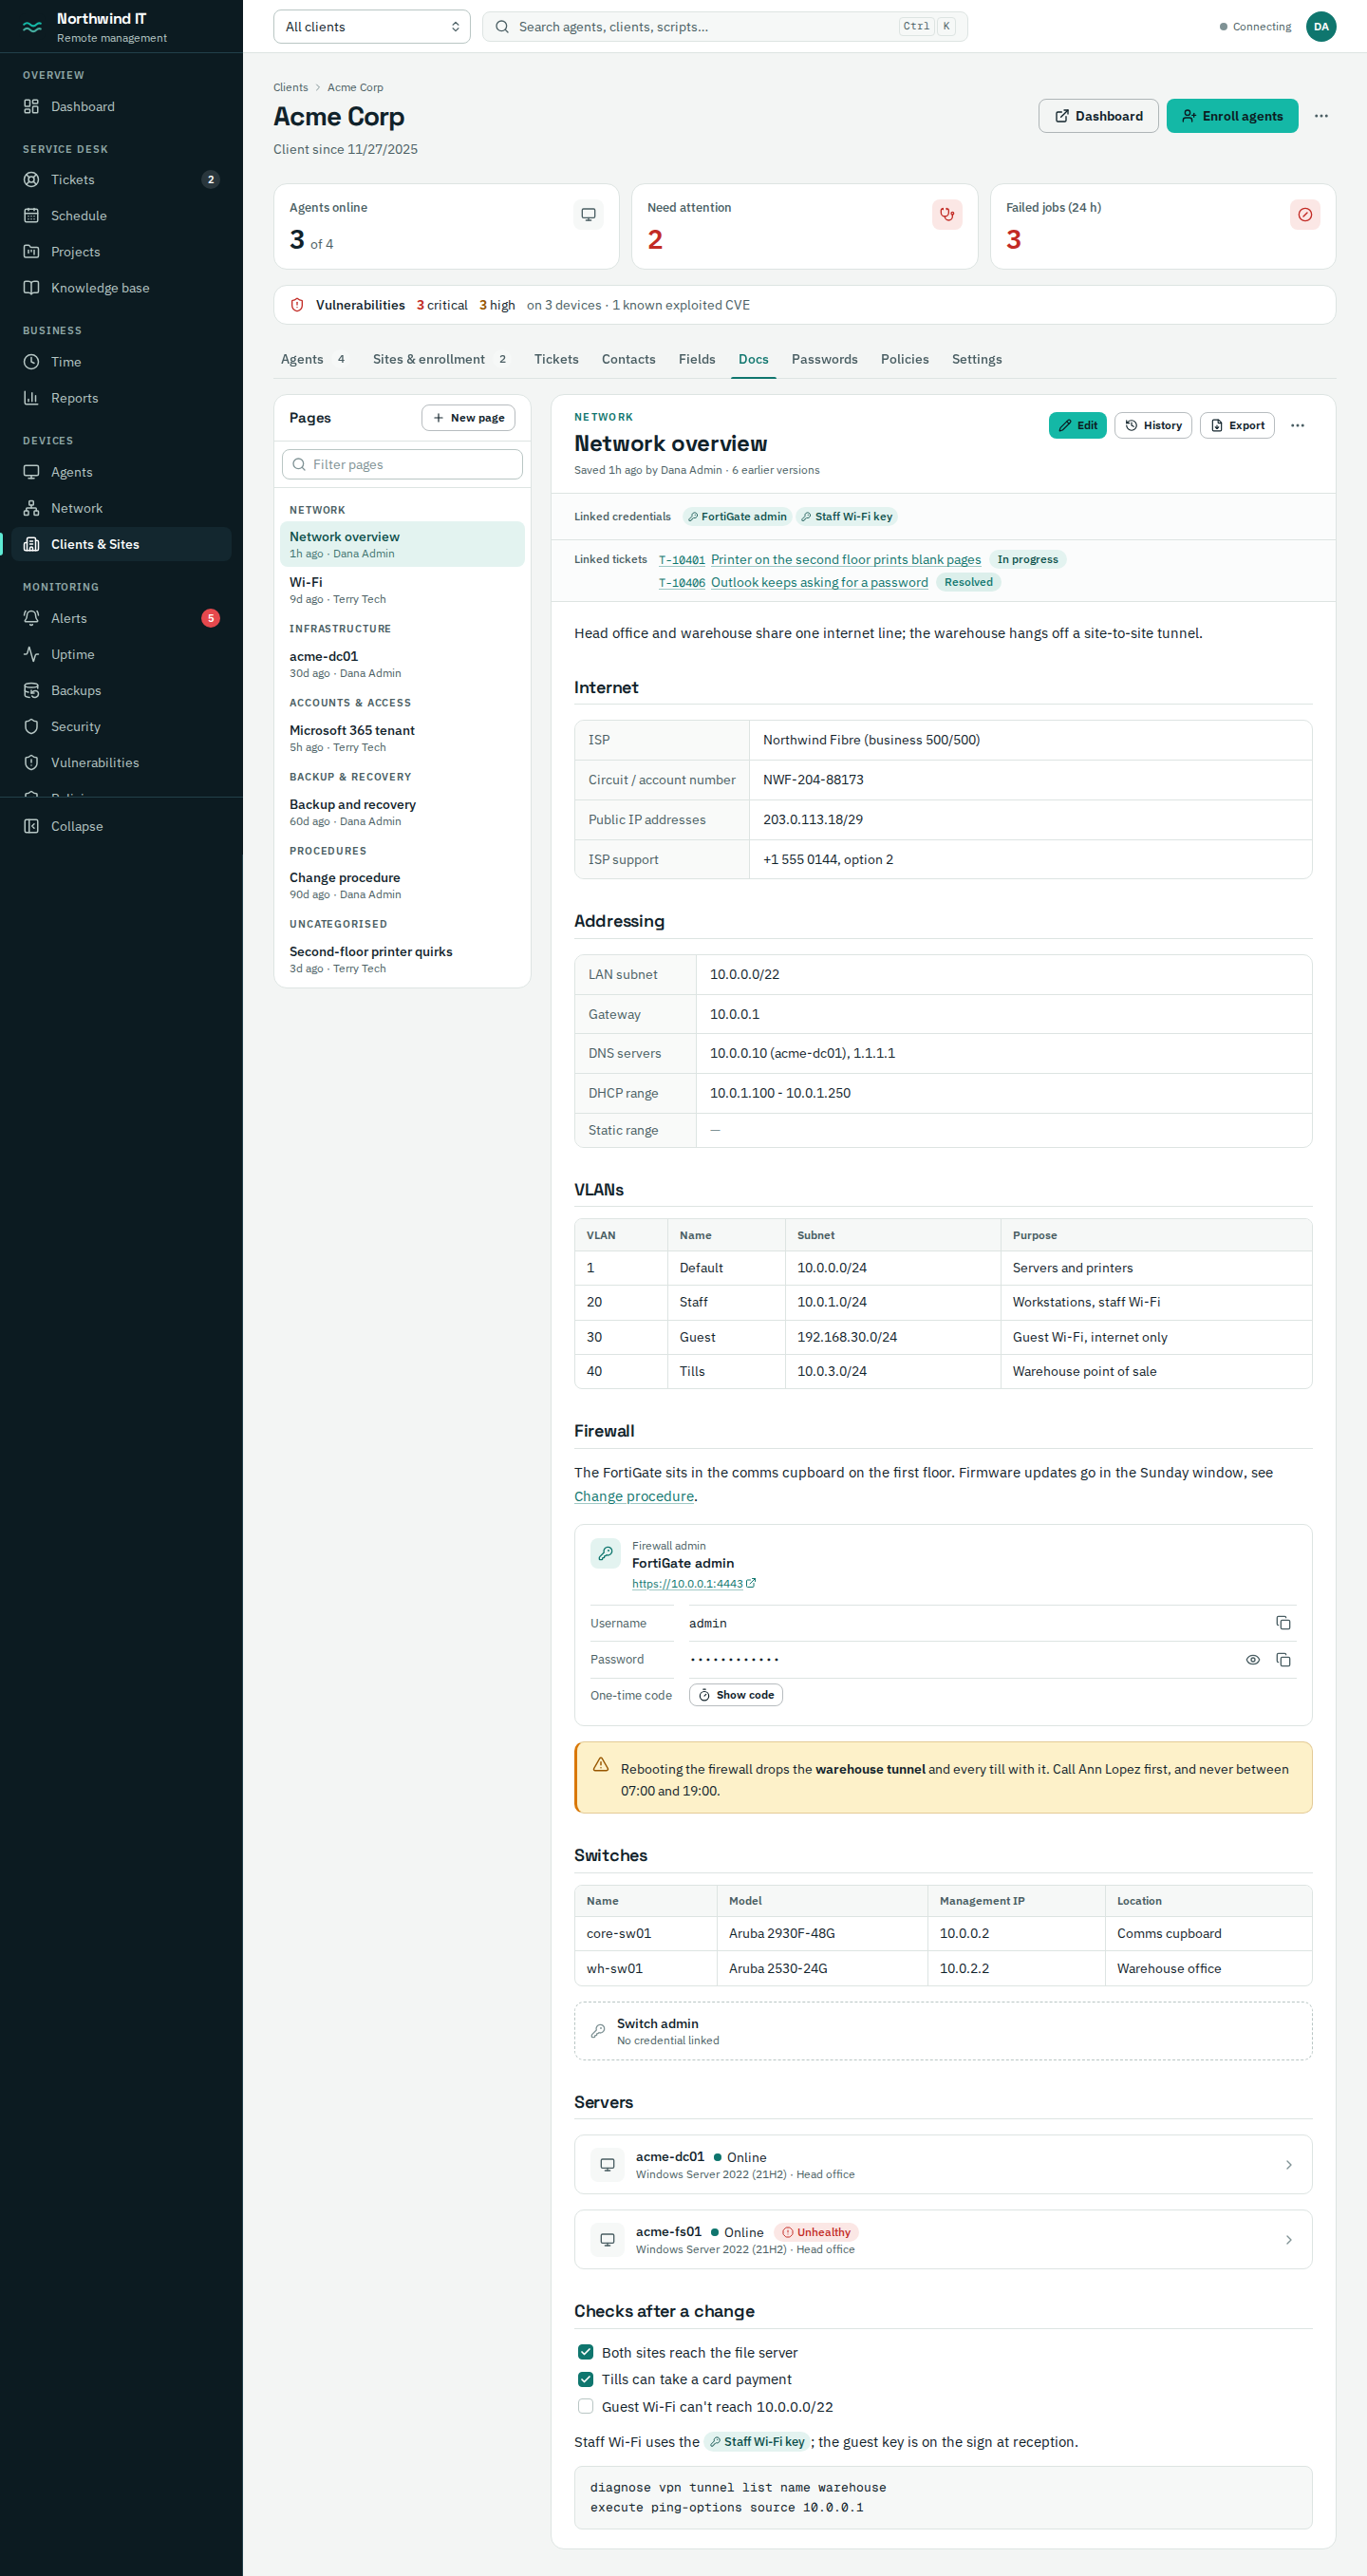 Northwind IT
Remote management
OVERVIEW
Dashboard
SERVICE DESK
Tickets 2
Schedule
Projects
Knowledge base
BUSINESS
Time
Reports
DEVICES
Agents
Network
Clients & Sites
MONITORING
Alerts 5
Uptime
Backups
Security
Vulnerabilities
Collapse
All clients
Search agents, clients, scripts...
Ctrl K
Connecting
DA
Clients > Acme Corp
Acme Corp
Client since 11/27/2025
Dashboard
Enroll agents
Agents online
3 of 4
Need attention
2
Failed jobs (24 h)
3
Vulnerabilities 3 critical 3 high on 3 devices · 1 known exploited CVE
Agents 4 Sites & enrollment 2 Tickets Contacts Fields Docs Passwords Policies Settings
Pages
New page
Filter pages
NETWORK
Network overview
1h ago · Dana Admin
Wi-Fi
9d ago · Terry Tech
INFRASTRUCTURE
acme-dc01
30d ago · Dana Admin
ACCOUNTS & ACCESS
Microsoft 365 tenant
5h ago · Terry Tech
BACKUP & RECOVERY
Backup and recovery
60d ago · Dana Admin
PROCEDURES
Change procedure
90d ago · Dana Admin
UNCATEGORISED
Second-floor printer quirks
3d ago · Terry Tech
NETWORK
Network overview
Saved 1h ago by Dana Admin · 6 earlier versions
Edit
History
Export
Linked credentials FortiGate admin Staff Wi-Fi key
Linked tickets T-10401 Printer on the second floor prints blank pages In progress
T-10406 Outlook keeps asking for a password Resolved
Head office and warehouse share one internet line; the warehouse hangs off a site-to-site tunnel.
Internet
ISP Northwind Fibre (business 500/500)
Circuit / account number NWF-204-88173
Public IP addresses 203.0.113.18/29
ISP support +1 555 0144, option 2
Addressing
LAN subnet 10.0.0.0/22
Gateway 10.0.0.1
DNS servers 10.0.0.10 (acme-dc01), 1.1.1.1
DHCP range 10.0.1.100 - 10.0.1.250
Static range —
VLANs
VLAN Name Subnet Purpose
1 Default 10.0.0.0/24 Servers and printers
20 Staff 10.0.1.0/24 Workstations, staff Wi-Fi
30 Guest 192.168.30.0/24 Guest Wi-Fi, internet only
40 Tills 10.0.3.0/24 Warehouse point of sale
Firewall
The FortiGate sits in the comms cupboard on the first floor. Firmware updates go in the Sunday window, see
Change procedure.
Firewall admin
FortiGate admin
https://10.0.0.1:4443
Username admin
Password ••••••••••••
One-time code Show code
Rebooting the firewall drops the warehouse tunnel and every till with it. Call Ann Lopez first, and never between
07:00 and 19:00.
Switches
Name Model Management IP Location
core-sw01 Aruba 2930F-48G 10.0.0.2 Comms cupboard
wh-sw01 Aruba 2530-24G 10.0.2.2 Warehouse office
Switch admin
No credential linked
Servers
acme-dc01 Online
Windows Server 2022 (21H2) · Head office
acme-fs01 Online Unhealthy
Windows Server 2022 (21H2) · Head office
Checks after a change
Both sites reach the file server
Tills can take a card payment
Guest Wi-Fi can't reach 10.0.0.0/22
Staff Wi-Fi uses the Staff Wi-Fi key; the guest key is on the sign at reception.
diagnose vpn tunnel list name warehouse
execute ping-options source 10.0.0.1